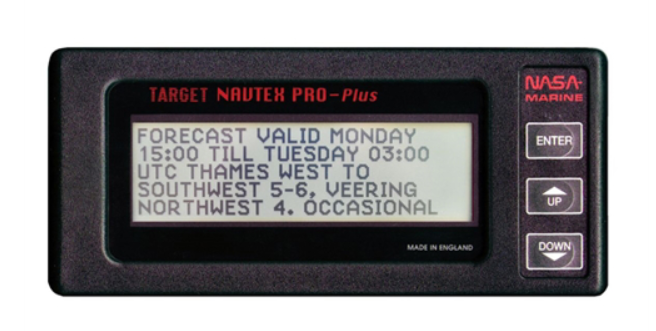 TARGET NAVTEX PRO-Plus
NASA
MARINE
FORECAST VALID MONDAY
15:00 TILL TUESDAY 03:00
UTC THAMES WEST TO
SOUTHWEST 5-6, VEERING
NORTHWEST 4. OCCASIONAL
ENTER
UP
DOWN
MADE IN ENGLAND